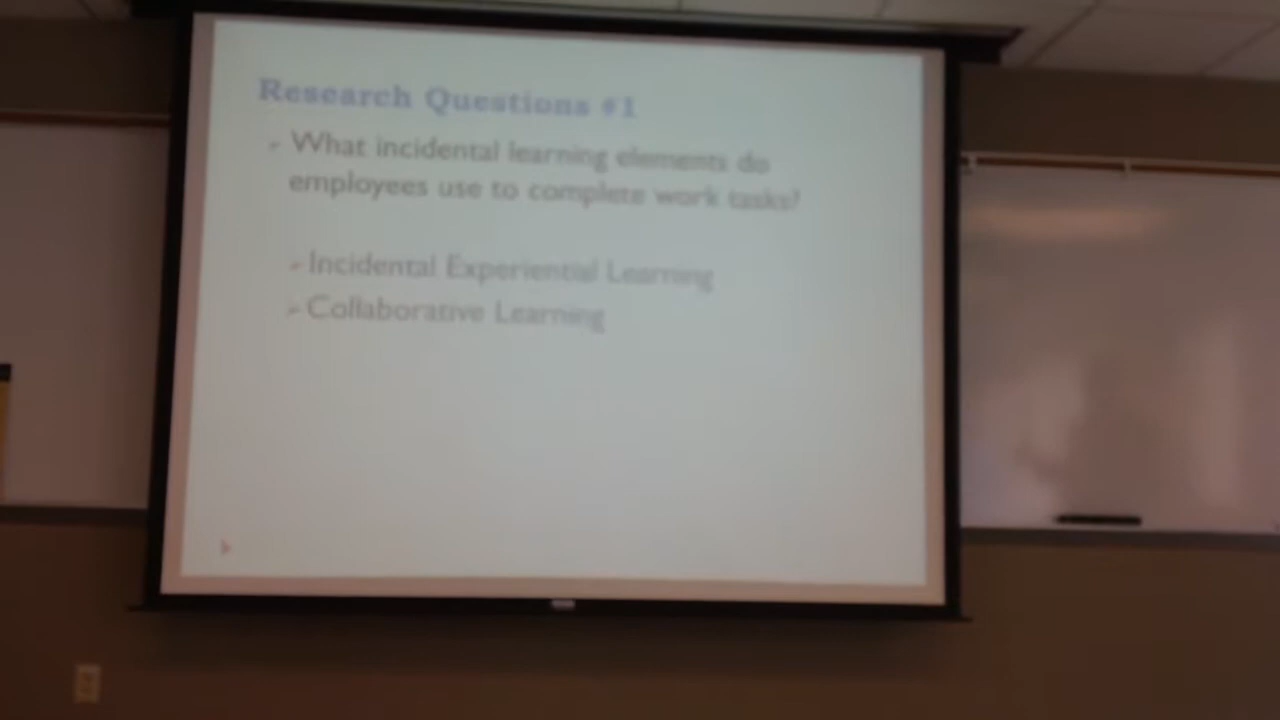 Research Questions #1
What incidental learning elements do
employees use to complete work tasks?
Incidental Experiential Learning
Collaborative Learning